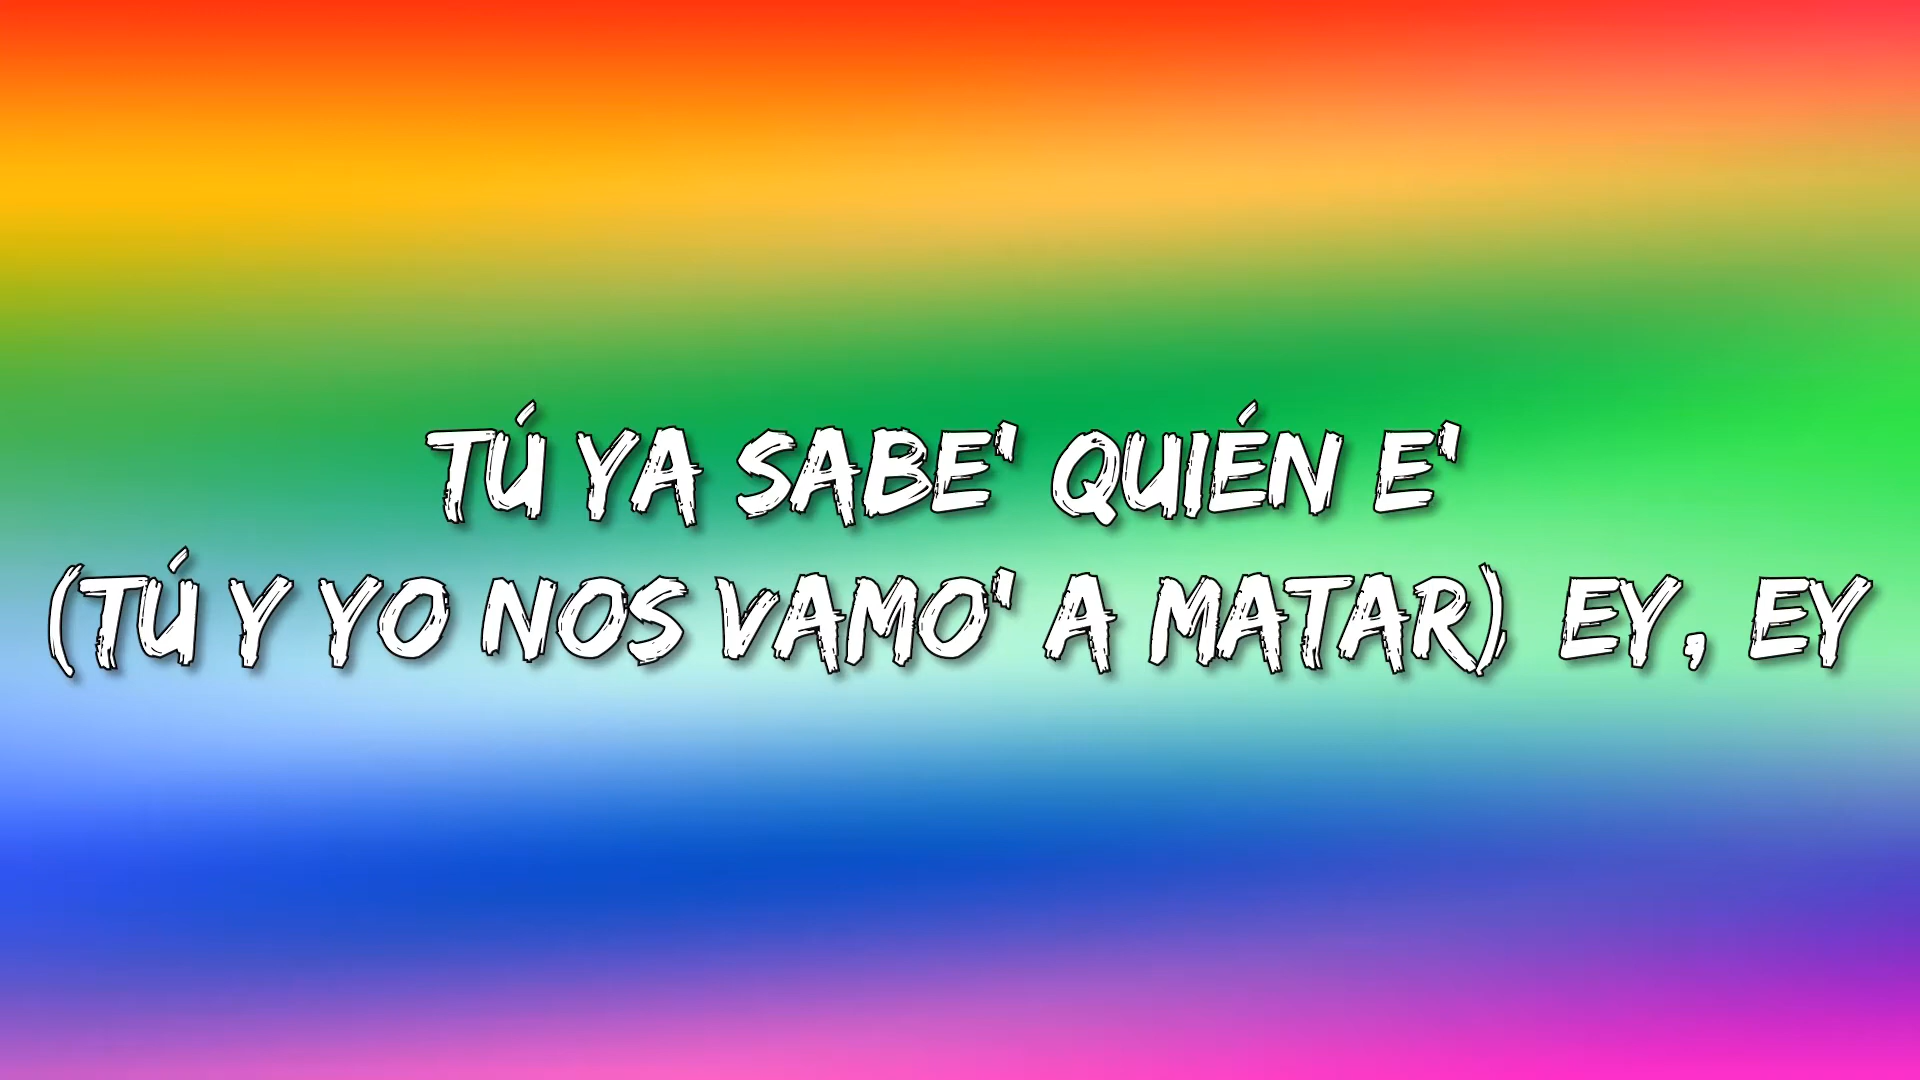 TÚ YA SABE' QUIÉN E'
(TÚ Y YO NOS VAMO' A MATAR) EY, EY